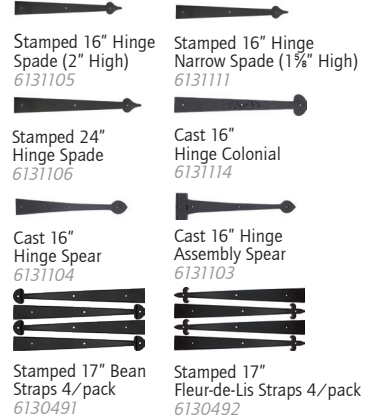 Stamped 16" Hinge
Spade (2" High)
6131105
Stamped 16" Hinge
Narrow Spade (1⅝" High)
6131111
Stamped 24"
Hinge Spade
6131106
Cast 16"
Hinge Colonial
6131114
Cast 16"
Hinge Spear
6131104
Cast 16" Hinge
Assembly Spear
6131103
Stamped 17" Bean
Straps 4/pack
6130491
Stamped 17"
Fleur-de-Lis Straps 4/pack
6130492